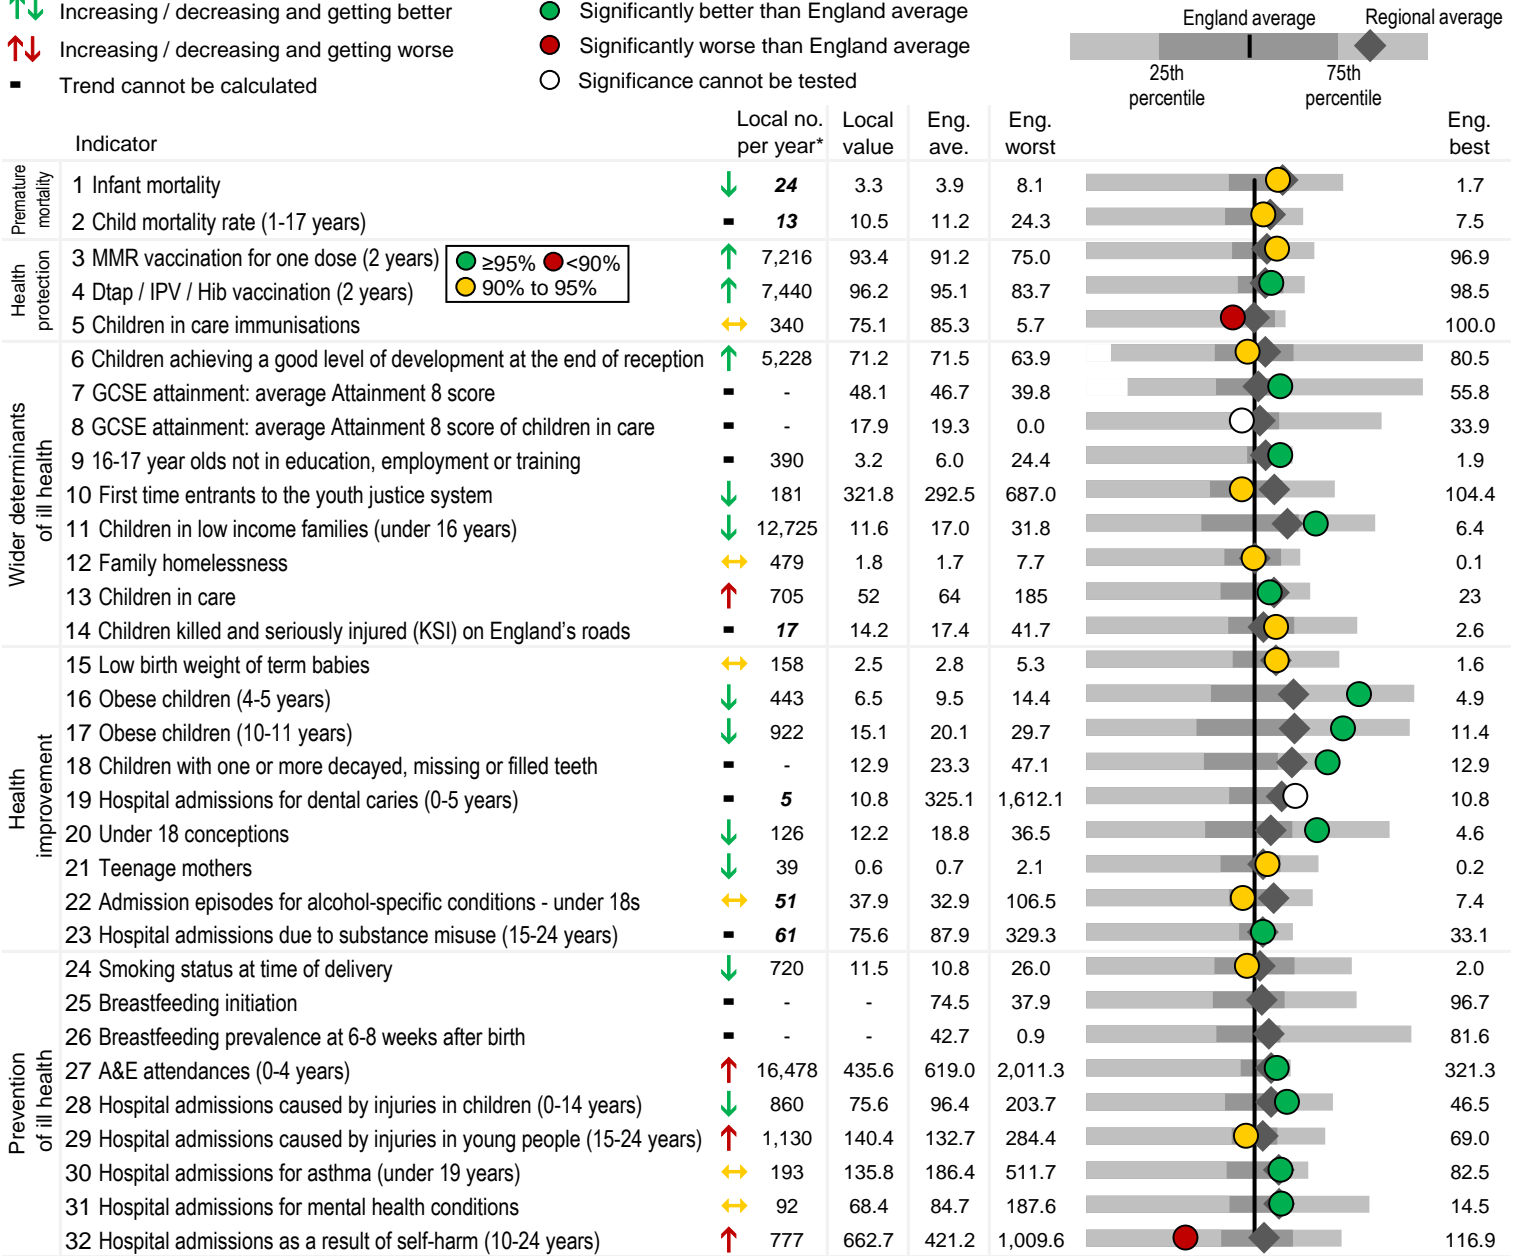 Increasing / decreasing and getting better
Significantly better than England average
Increasing / decreasing and getting worse
Significantly worse than England average
Trend cannot be calculated
Significance cannot be tested
England average
Regional average
25th percentile
75th percentile
Indicator
Local no. per year*
Local value
Eng. ave.
Eng. worst
Eng. best
Premature mortality
1 Infant mortality 24 3.3 3.9 8.1 1.7
2 Child mortality rate (1-17 years) 13 10.5 11.2 24.3 7.5
Health protection
3 MMR vaccination for one dose (2 years) 7,216 93.4 91.2 75.0 96.9
≥95% <90%
90% to 95%
4 Dtap / IPV / Hib vaccination (2 years) 7,440 96.2 95.1 83.7 98.5
5 Children in care immunisations 340 75.1 85.3 5.7 100.0
Wider determinants of ill health
6 Children achieving a good level of development at the end of reception 5,228 71.2 71.5 63.9 80.5
7 GCSE attainment: average Attainment 8 score - 48.1 46.7 39.8 55.8
8 GCSE attainment: average Attainment 8 score of children in care - 17.9 19.3 0.0 33.9
9 16-17 year olds not in education, employment or training 390 3.2 6.0 24.4 1.9
10 First time entrants to the youth justice system 181 321.8 292.5 687.0 104.4
11 Children in low income families (under 16 years) 12,725 11.6 17.0 31.8 6.4
12 Family homelessness 479 1.8 1.7 7.7 0.1
13 Children in care 705 52 64 185 23
14 Children killed and seriously injured (KSI) on England's roads 17 14.2 17.4 41.7 2.6
Health improvement
15 Low birth weight of term babies 158 2.5 2.8 5.3 1.6
16 Obese children (4-5 years) 443 6.5 9.5 14.4 4.9
17 Obese children (10-11 years) 922 15.1 20.1 29.7 11.4
18 Children with one or more decayed, missing or filled teeth - 12.9 23.3 47.1 12.9
19 Hospital admissions for dental caries (0-5 years) 5 10.8 325.1 1,612.1 10.8
20 Under 18 conceptions 126 12.2 18.8 36.5 4.6
21 Teenage mothers 39 0.6 0.7 2.1 0.2
22 Admission episodes for alcohol-specific conditions - under 18s 51 37.9 32.9 106.5 7.4
23 Hospital admissions due to substance misuse (15-24 years) 61 75.6 87.9 329.3 33.1
Prevention of ill health
24 Smoking status at time of delivery 720 11.5 10.8 26.0 2.0
25 Breastfeeding initiation - - 74.5 37.9 96.7
26 Breastfeeding prevalence at 6-8 weeks after birth - - 42.7 0.9 81.6
27 A&E attendances (0-4 years) 16,478 435.6 619.0 2,011.3 321.3
28 Hospital admissions caused by injuries in children (0-14 years) 860 75.6 96.4 203.7 46.5
29 Hospital admissions caused by injuries in young people (15-24 years) 1,130 140.4 132.7 284.4 69.0
30 Hospital admissions for asthma (under 19 years) 193 135.8 186.4 511.7 82.5
31 Hospital admissions for mental health conditions 92 68.4 84.7 187.6 14.5
32 Hospital admissions as a result of self-harm (10-24 years) 777 662.7 421.2 1,009.6 116.9